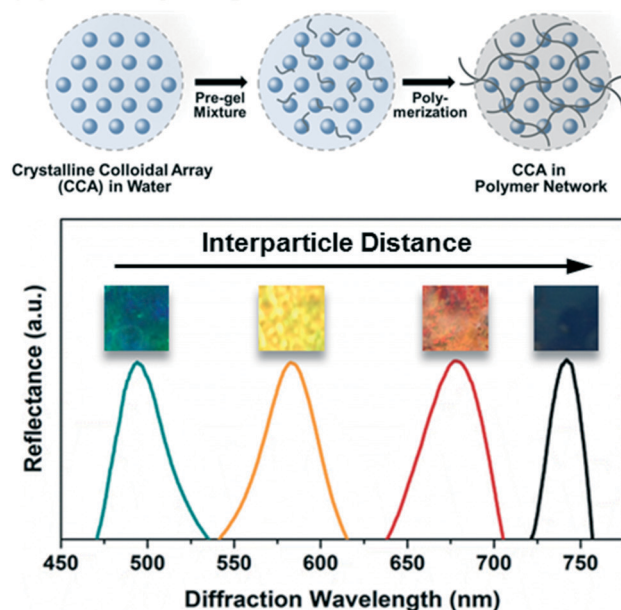 Pre-gel
Mixture
Poly-
merization
Crystalline Colloidal Array
(CCA) in Water
CCA in
Polymer Network
Interparticle Distance
Reflectance (a.u.)
450 500 550 600 650 700 750
Diffraction Wavelength (nm)